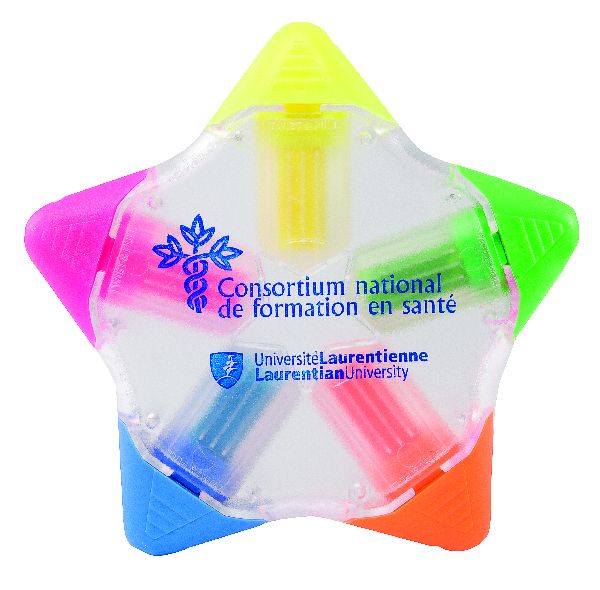 Consortium national
de formation en santé
UniversitéLaurentienne
LaurentianUniversity